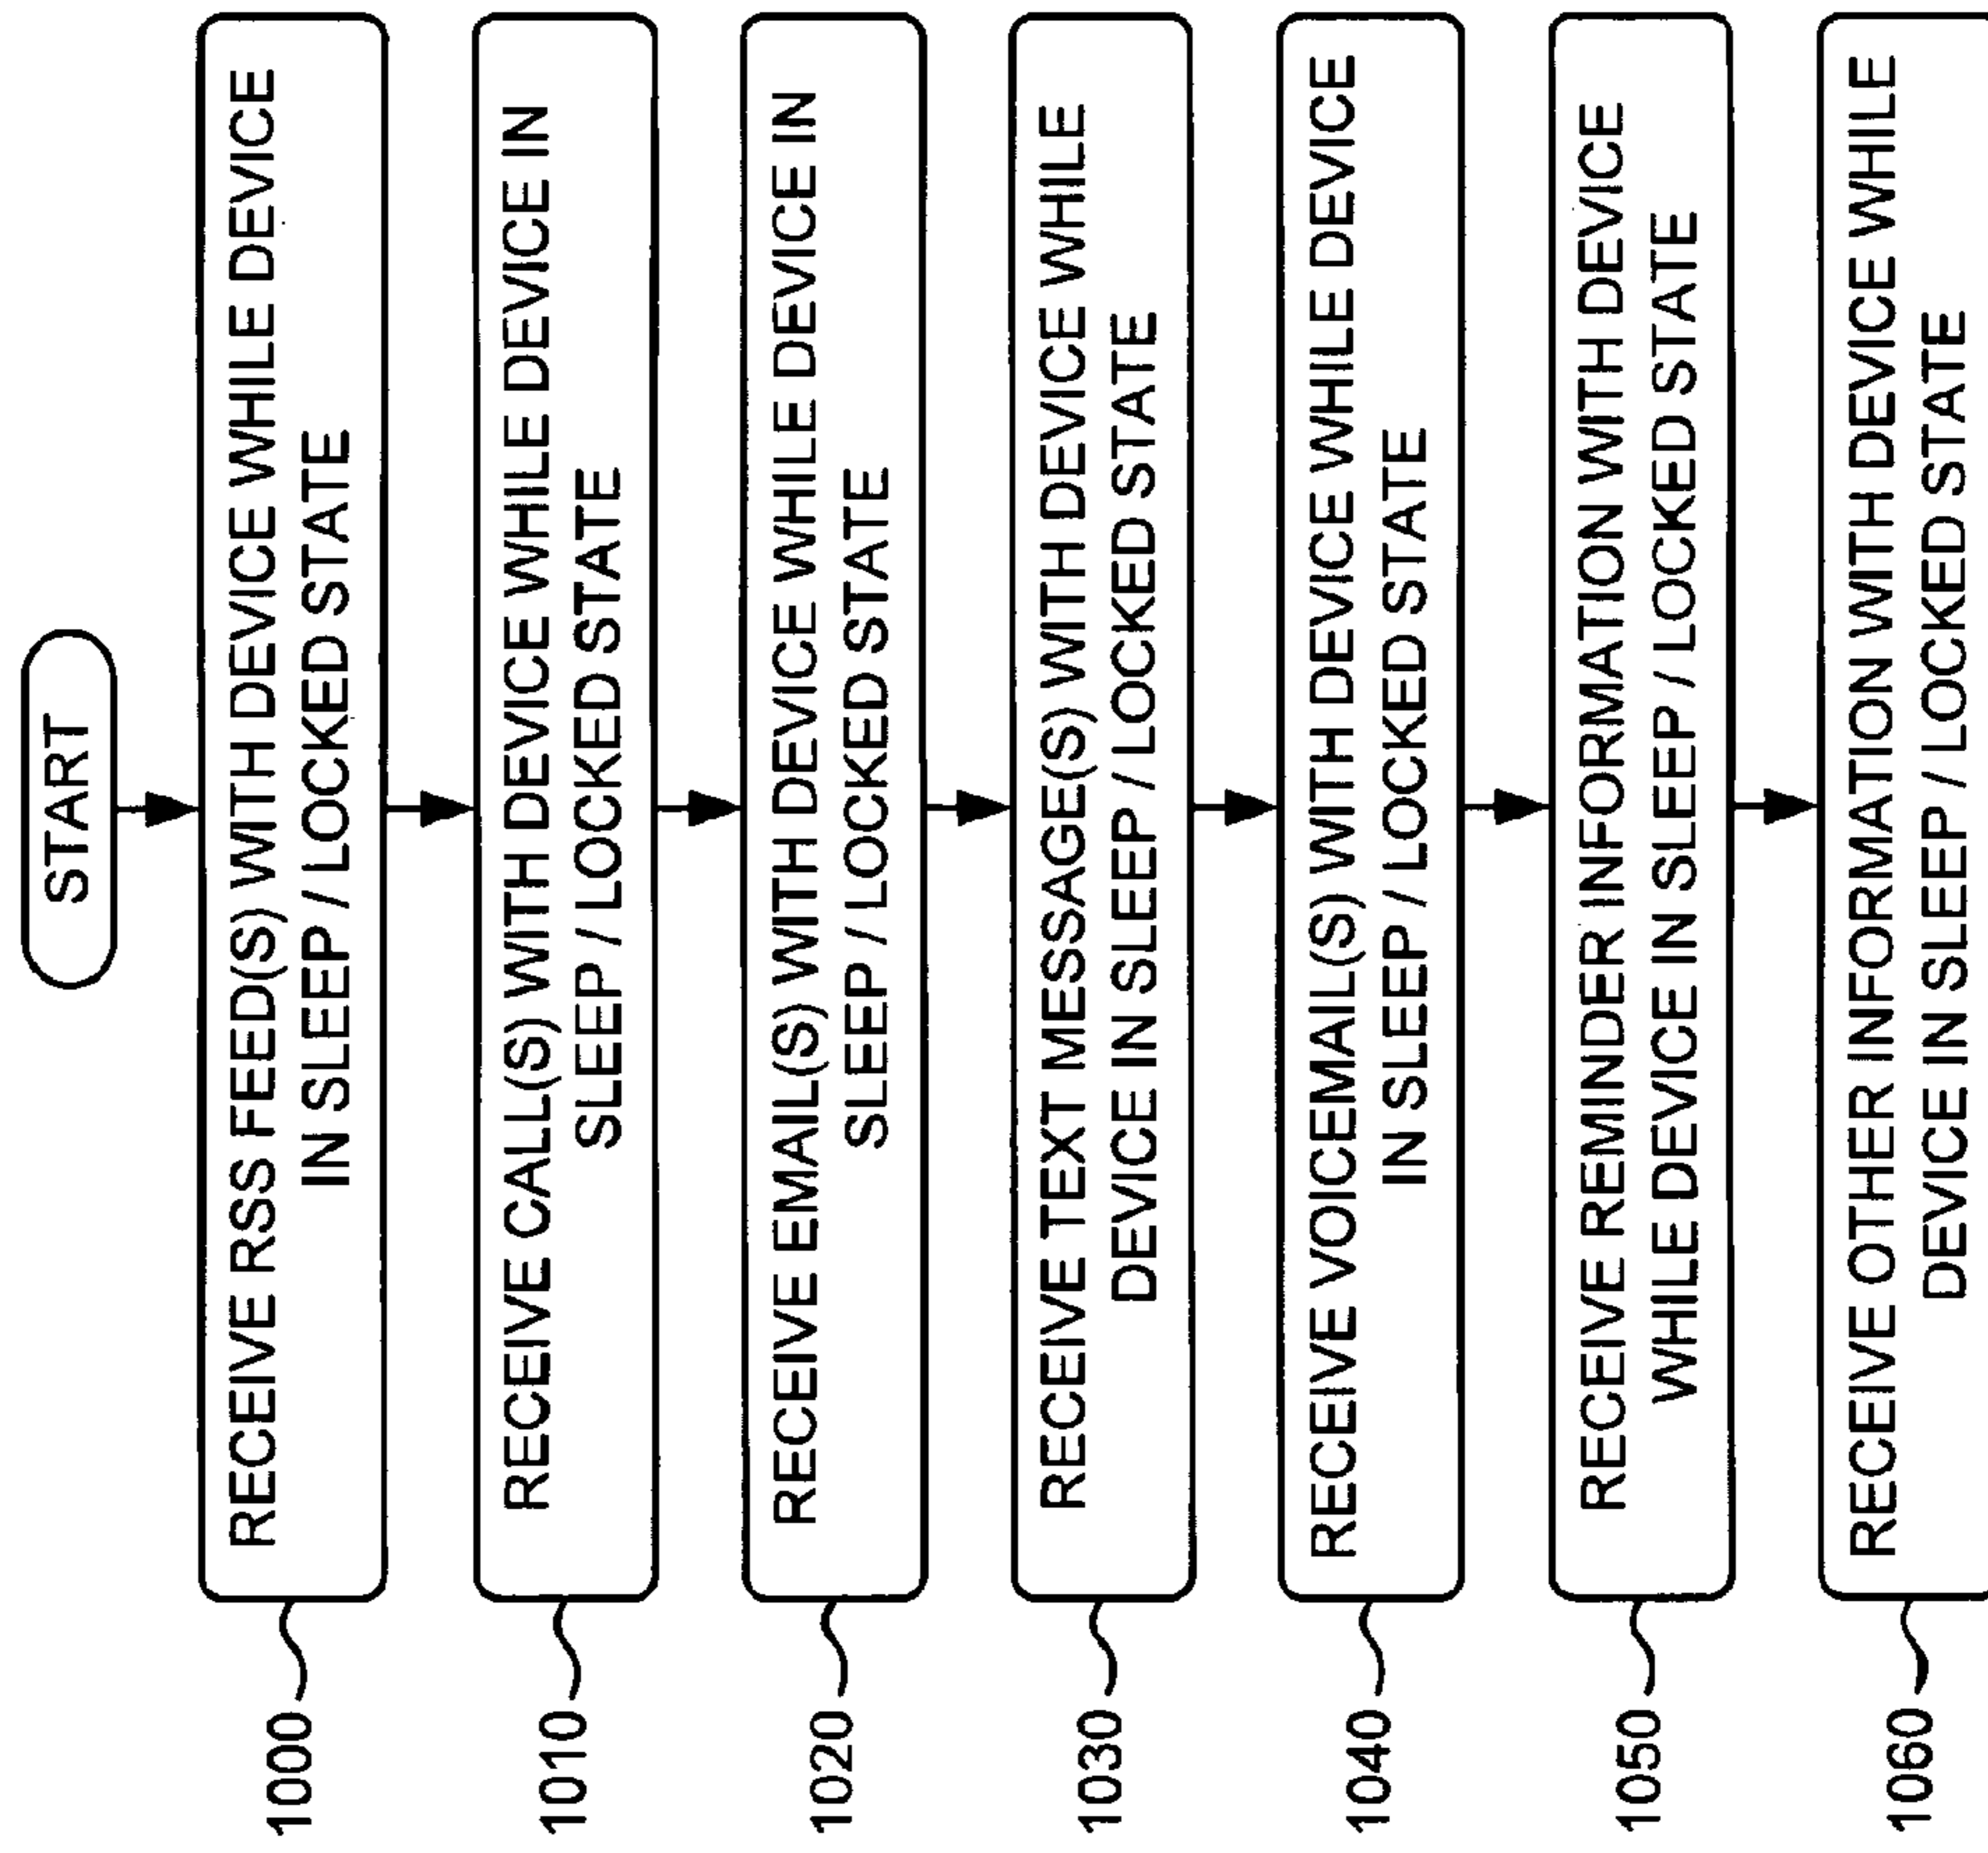 START
RECEIVE RSS FEED(S) WITH DEVICE WHILE DEVICE
IN SLEEP / LOCKED STATE
1000
RECEIVE CALL(S) WITH DEVICE WHILE DEVICE IN
SLEEP / LOCKED STATE
1010
RECEIVE EMAIL(S) WITH DEVICE WHILE DEVICE IN
SLEEP / LOCKED STATE
1020
RECEIVE TEXT MESSAGE(S) WITH DEVICE WHILE
DEVICE IN SLEEP / LOCKED STATE
1030
RECEIVE VOICEMAIL(S) WITH DEVICE WHILE DEVICE
IN SLEEP / LOCKED STATE
1040
RECEIVE REMINDER INFORMATION WITH DEVICE
WHILE DEVICE IN SLEEP / LOCKED STATE
1050
RECEIVE OTHER INFORMATION WITH DEVICE WHILE
DEVICE IN SLEEP / LOCKED STATE
1060